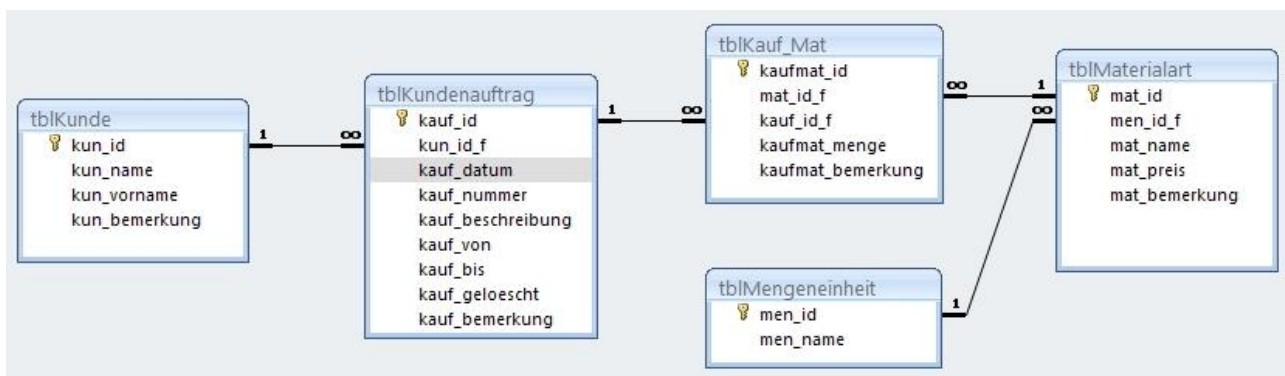 tblKunde
kun_id
kun_name
kun_vorname
kun_bemerkung
1
∞
tblKundenauftrag
kauf_id
kun_id_f
kauf_datum
kauf_nummer
kauf_beschreibung
kauf_von
kauf_bis
kauf_geloescht
kauf_bemerkung
1
∞
tblKauf_Mat
kaufmat_id
mat_id_f
kauf_id_f
kaufmat_menge
kaufmat_bemerkung
∞
1
tblMengeneinheit
men_id
men_name
1
∞
tblMaterialart
mat_id
men_id_f
mat_name
mat_preis
mat_bemerkung